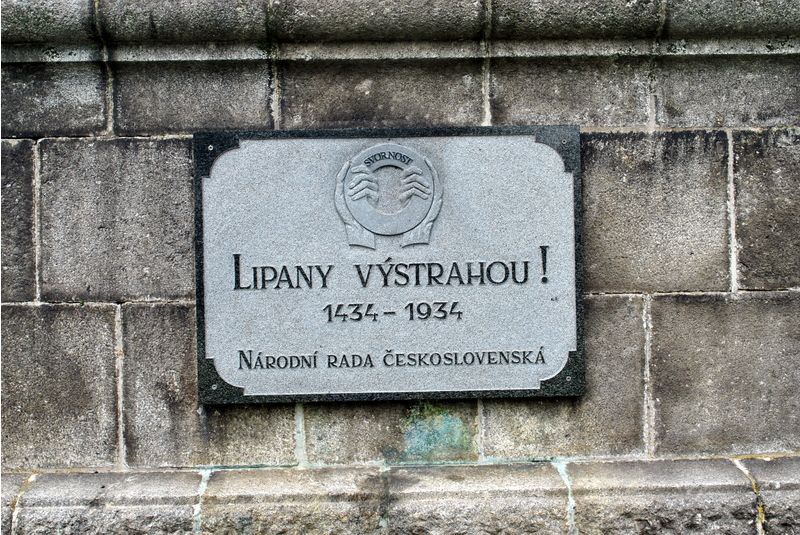 SVORNOST
LIPANY VÝSTRAHOU!
1434 – 1934
NÁRODNÍ RADA ČESKOSLOVENSKÁ